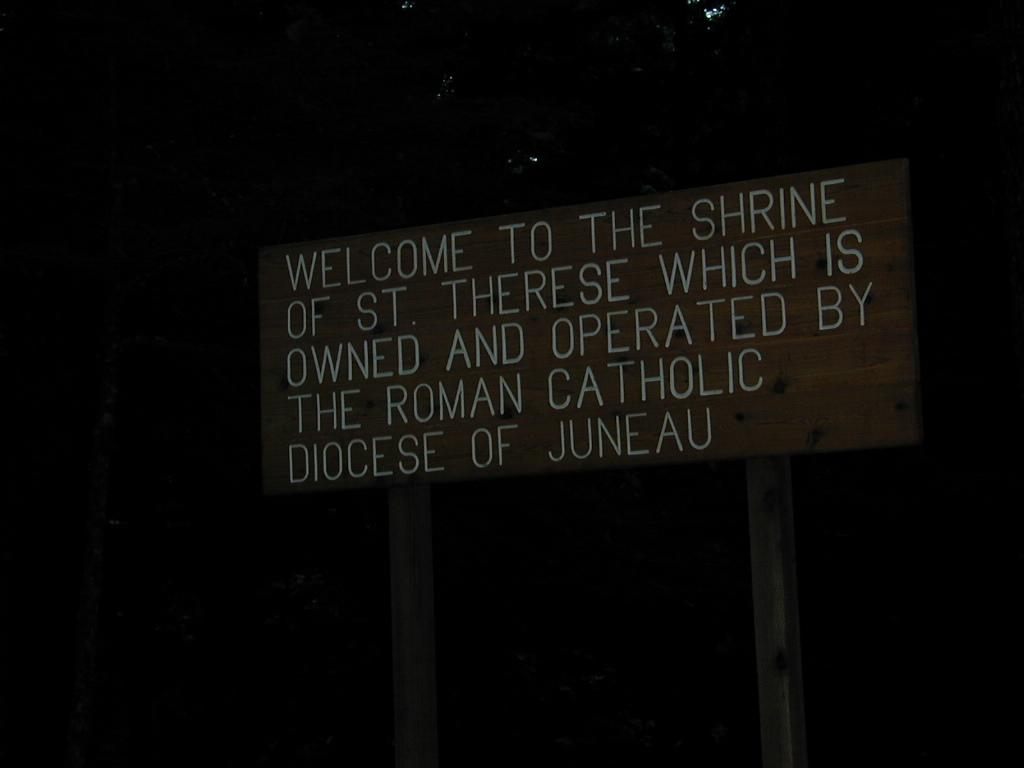 WELCOME TO THE SHRINE
OF ST. THERESE WHICH IS
OWNED AND OPERATED BY
THE ROMAN CATHOLIC
DIOCESE OF JUNEAU